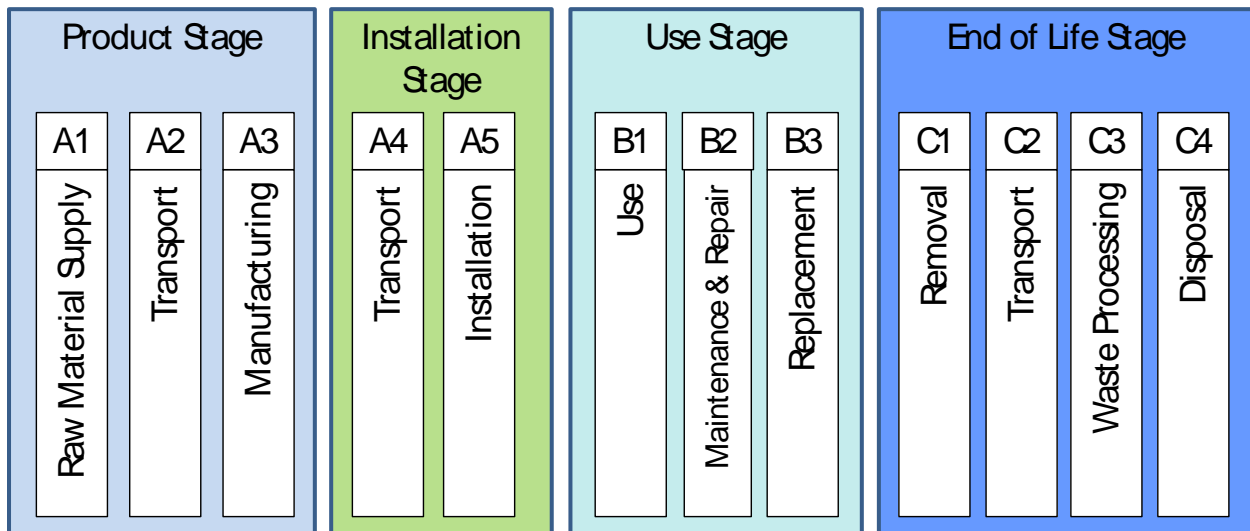 Product Stage
Installation
Stage
Use Stage
End of Life Stage
A1
Raw Material Supply
A2
Transport
A3
Manufacturing
A4
Transport
A5
Installation
B1
Use
B2
Maintenance & Repair
B3
Replacement
C1
Removal
C2
Transport
C3
Waste Processing
C4
Disposal